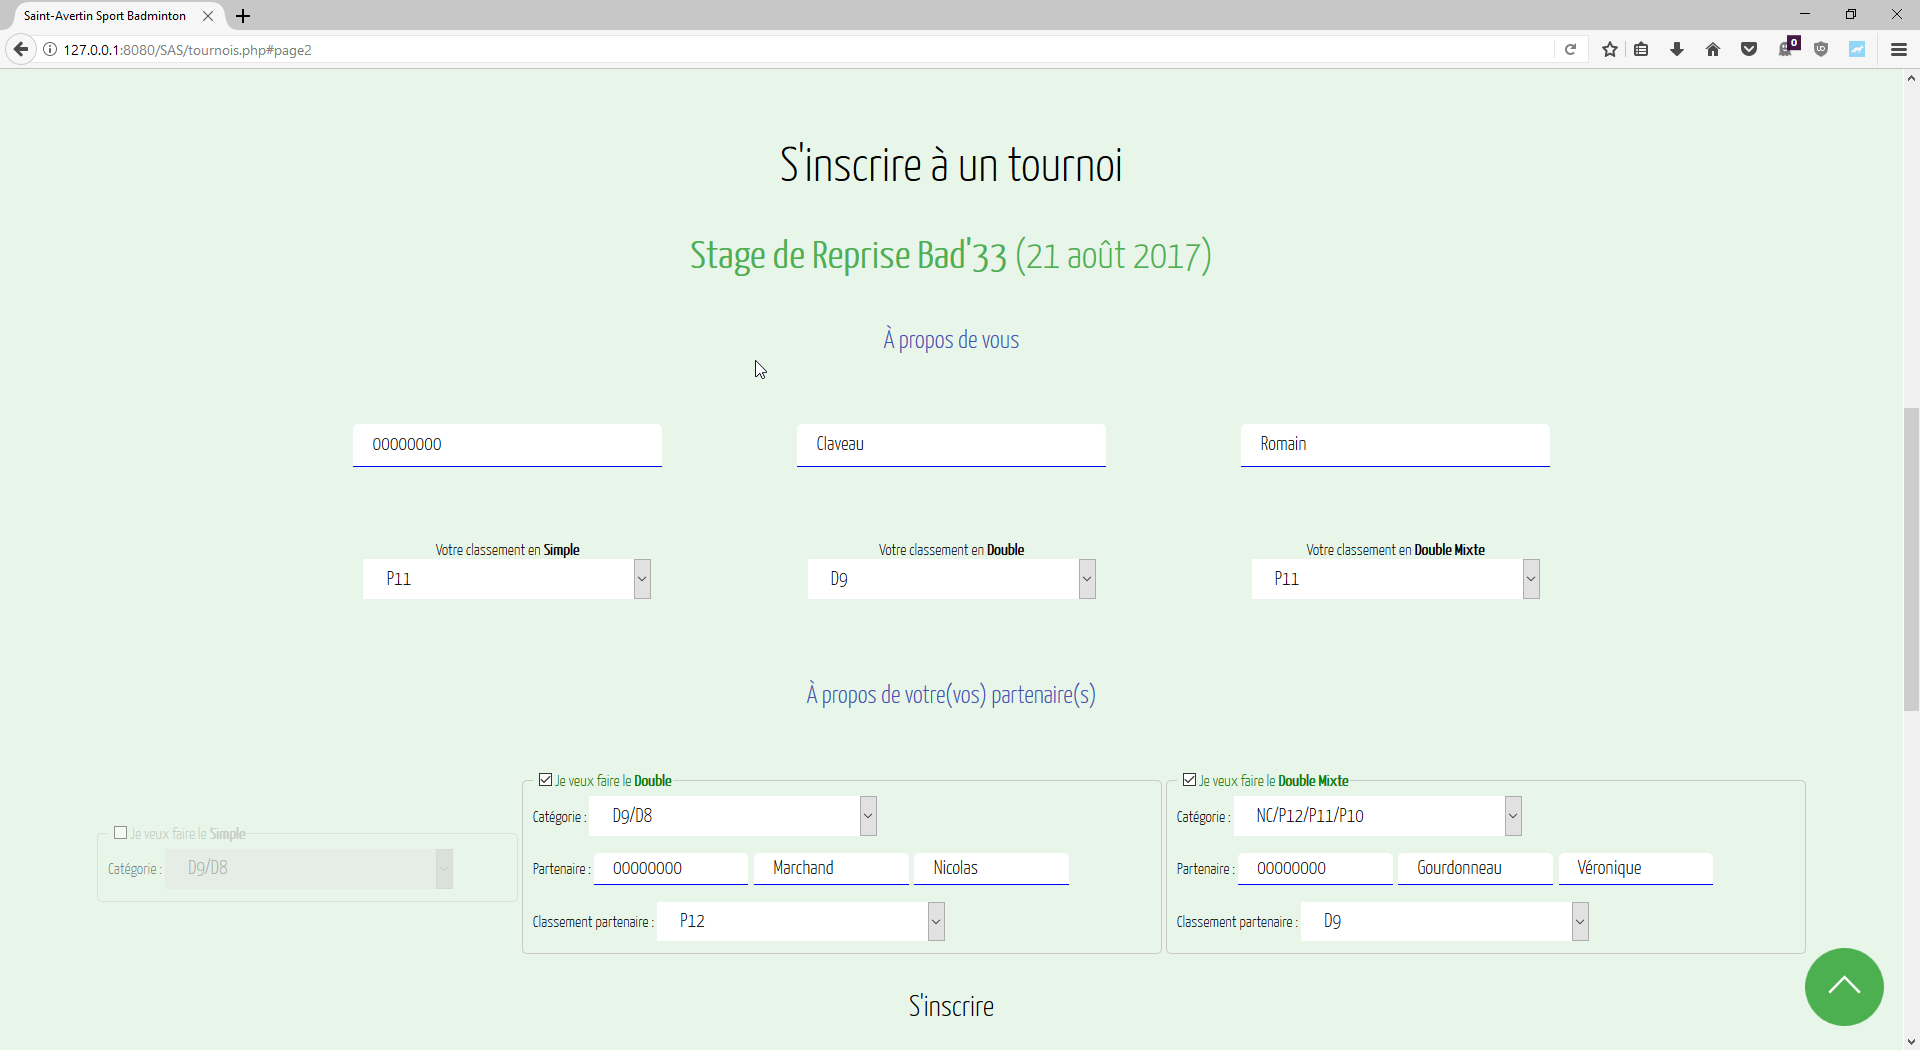 Saint-Avertin Sport Badminton
127.0.0.1:8080/SAS/tournois.php#page2
0
S'inscrire à un tournoi
Stage de Reprise Bad'33 (21 août 2017)
À propos de vous
00000000 Claveau Romain
Votre classement en Simple Votre classement en Double Votre classement en Double Mixte
P11 D9 P11
À propos de votre(vos) partenaire(s)
Je veux faire le Simple
Catégorie : D9/D8
Je veux faire le Double
Catégorie : D9/D8
Partenaire : 00000000 Marchand Nicolas
Classement partenaire : P12
Je veux faire le Double Mixte
Catégorie : NC/P12/P11/P10
Partenaire : 00000000 Gourdonneau Véronique
Classement partenaire : D9
S'inscrire